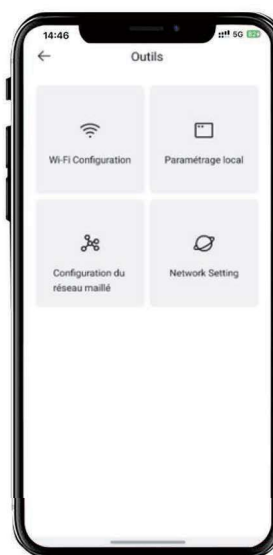 14:46
5G
Outils
Wi-Fi Configuration
Paramétrage local
Configuration du
réseau maillé
Network Setting